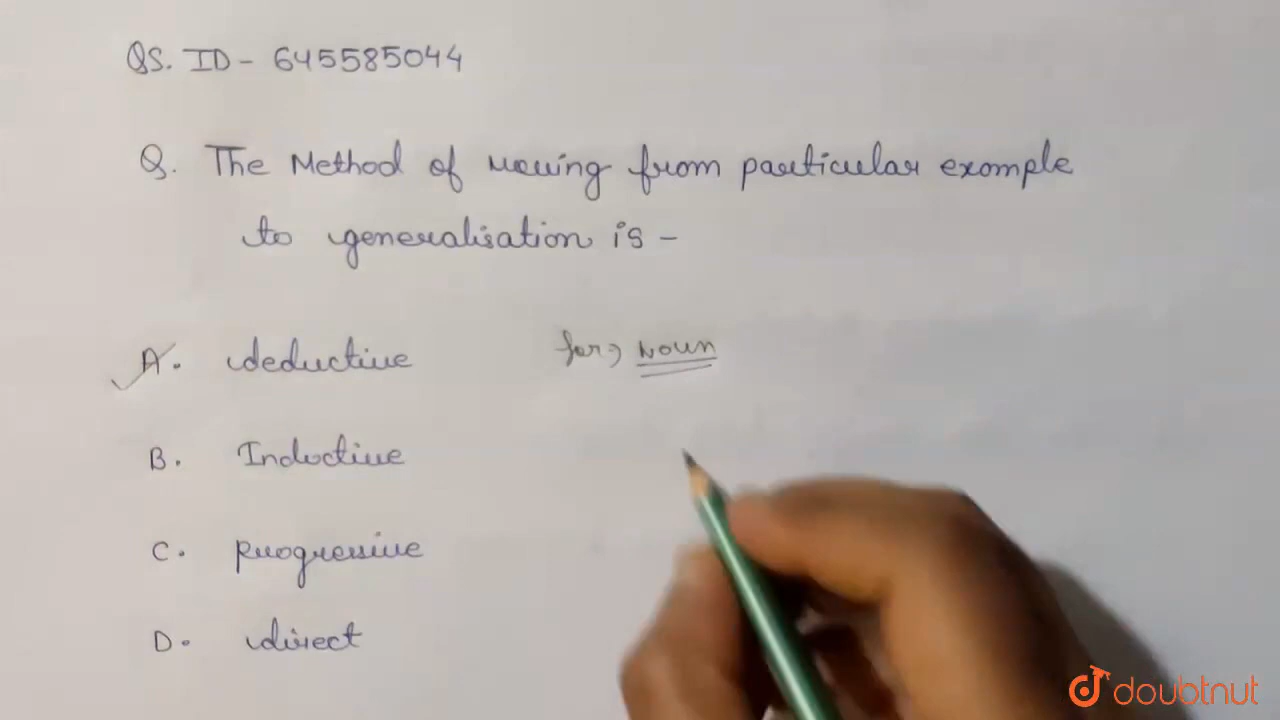 QS. ID - 645585044
Q. The Method of moving from particular example
to generalisation is -
A. deductive for, Noun
B. Inductive
C. progressive
D. direct
doubtnut